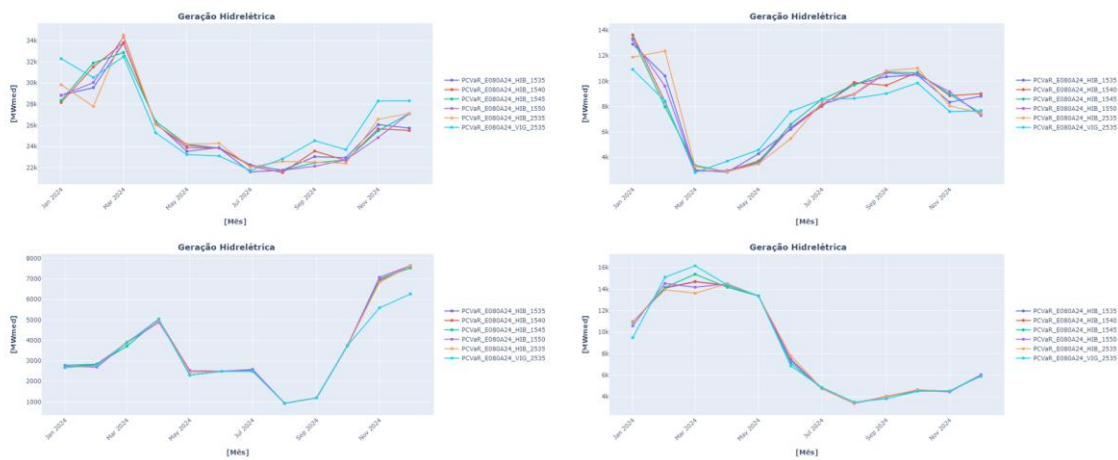 Geração Hidrelétrica
34k
32k
30k
28k
26k
24k
22k
[MWmed]
Jan 2024
Mar 2024
May 2024
Jul 2024
Sep 2024
Nov 2024
[Mês]
PCVaR_E080A24_HIB_1535
PCVaR_E080A24_HIB_1540
PCVaR_E080A24_HIB_1545
PCVaR_E080A24_HIB_1550
PCVaR_E080A24_HIB_2535
PCVaR_E080A24_VIG_2535
Geração Hidrelétrica
14k
12k
10k
8k
6k
4k
[MWmed]
Jan 2024
Mar 2024
May 2024
Jul 2024
Sep 2024
Nov 2024
[Mês]
PCVaR_E080A24_HIB_1535
PCVaR_E080A24_HIB_1540
PCVaR_E080A24_HIB_1545
PCVaR_E080A24_HIB_1550
PCVaR_E080A24_HIB_2535
PCVaR_E080A24_VIG_2535
Geração Hidrelétrica
8000
7000
6000
5000
4000
3000
2000
1000
[MWmed]
Jan 2024
Mar 2024
May 2024
Jul 2024
Sep 2024
Nov 2024
[Mês]
PCVaR_E080A24_HIB_1535
PCVaR_E080A24_HIB_1540
PCVaR_E080A24_HIB_1545
PCVaR_E080A24_HIB_1550
PCVaR_E080A24_HIB_2535
PCVaR_E080A24_VIG_2535
Geração Hidrelétrica
16k
14k
12k
10k
8k
6k
4k
[MWmed]
Jan 2024
Mar 2024
May 2024
Jul 2024
Sep 2024
Nov 2024
[Mês]
PCVaR_E080A24_HIB_1535
PCVaR_E080A24_HIB_1540
PCVaR_E080A24_HIB_1545
PCVaR_E080A24_HIB_1550
PCVaR_E080A24_HIB_2535
PCVaR_E080A24_VIG_2535